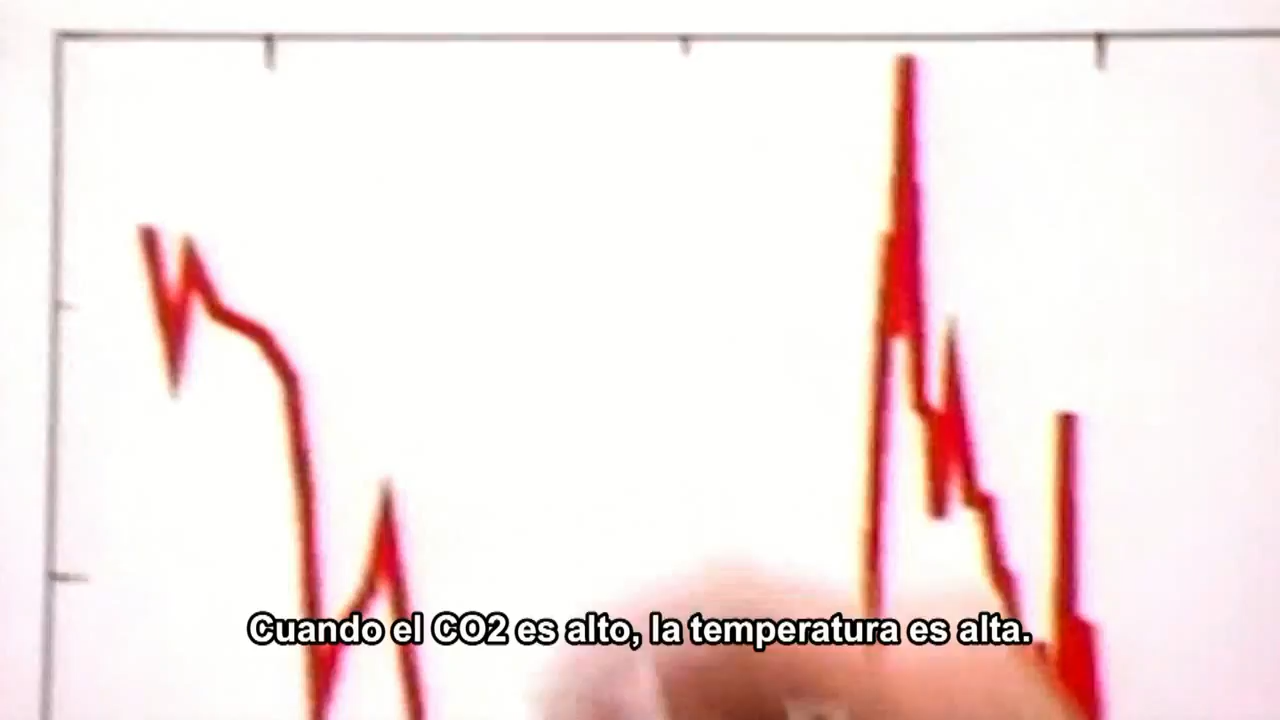 Cuando el CO2 es alto, la temperatura es alta.